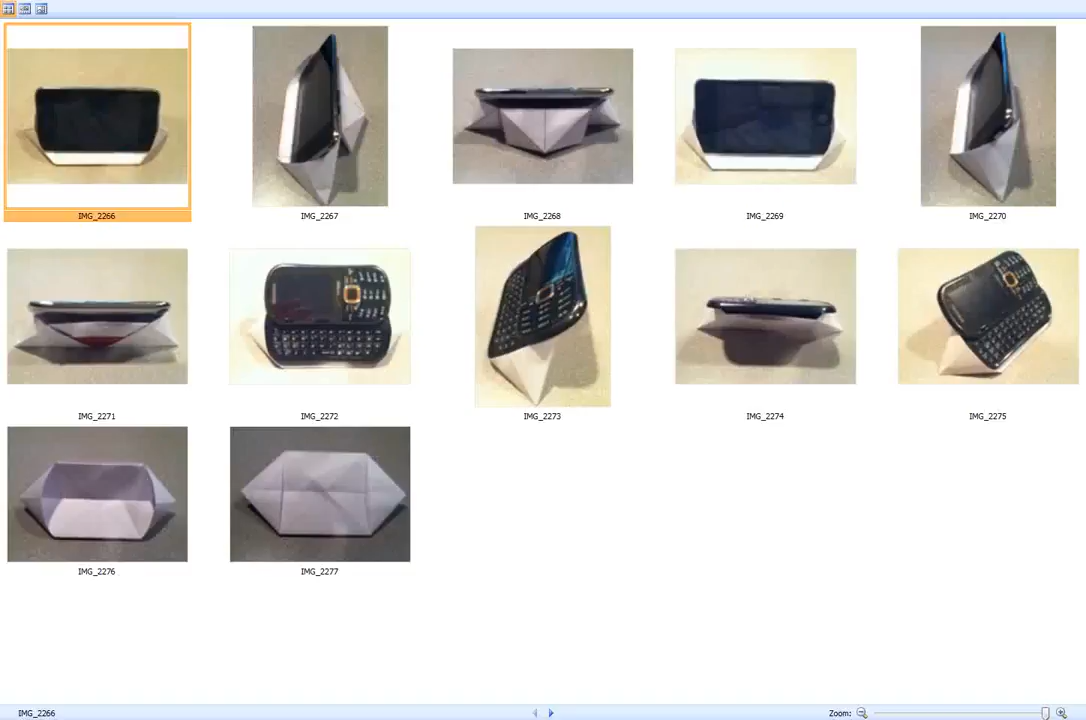 IMG_2266
IMG_2267
IMG_2268
IMG_2269
IMG_2270
IMG_2271
IMG_2272
IMG_2273
IMG_2274
IMG_2275
IMG_2276
IMG_2277
IMG_2266
Zoom: